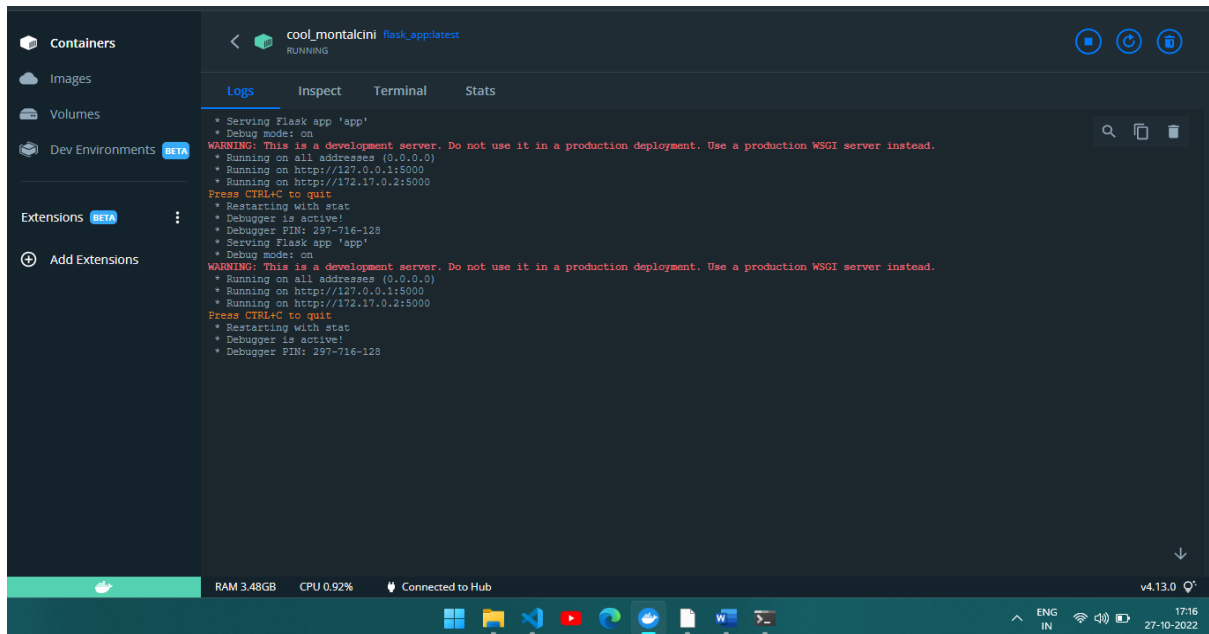 Containers
Images
Volumes
Dev Environments BETA
Extensions BETA
Add Extensions
cool_montalcini flask_app:latest
RUNNING
Logs Inspect Terminal Stats
* Serving Flask app 'app'
* Debug mode: on
WARNING: This is a development server. Do not use it in a production deployment. Use a production WSGI server instead.
* Running on all addresses (0.0.0.0)
* Running on http://127.0.0.1:5000
* Running on http://172.17.0.2:5000
Press CTRL+C to quit
* Restarting with stat
* Debugger is active!
* Debugger PIN: 297-716-128
* Serving Flask app 'app'
* Debug mode: on
WARNING: This is a development server. Do not use it in a production deployment. Use a production WSGI server instead.
* Running on all addresses (0.0.0.0)
* Running on http://127.0.0.1:5000
* Running on http://172.17.0.2:5000
Press CTRL+C to quit
* Restarting with stat
* Debugger is active!
* Debugger PIN: 297-716-128
RAM 3.48GB CPU 0.92% Connected to Hub v4.13.0
ENG
IN
17:16
27-10-2022